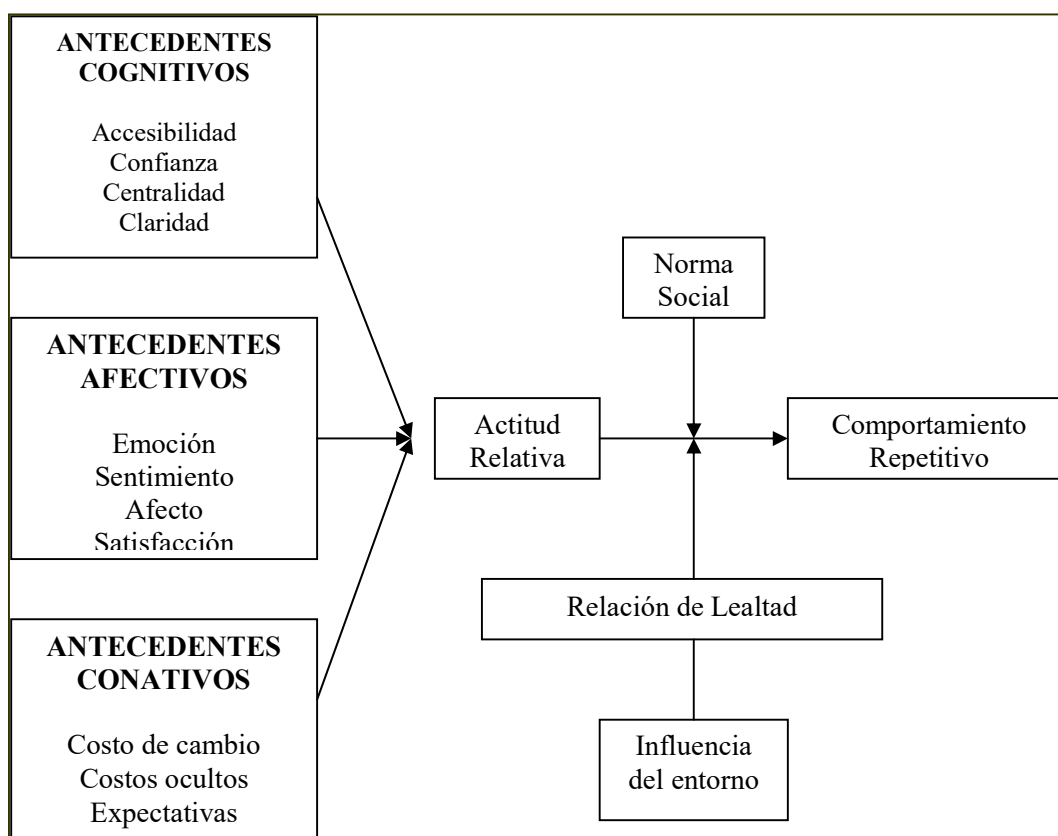 ANTECEDENTES
COGNITIVOS
Accesibilidad
Confianza
Centralidad
Claridad
ANTECEDENTES
AFECTIVOS
Emoción
Sentimiento
Afecto
Satisfacción
ANTECEDENTES
CONATIVOS
Costo de cambio
Costos ocultos
Expectativas
Actitud
Relativa
Norma
Social
Comportamiento
Repetitivo
Relación de Lealtad
Influencia
del entorno